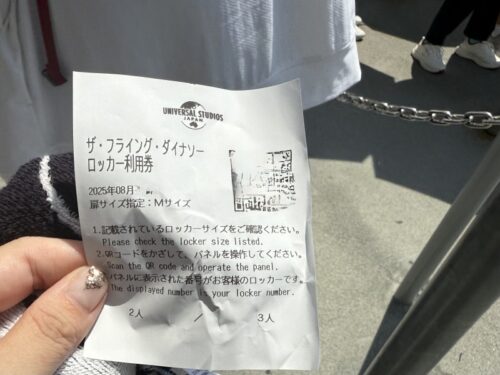 UNIVERSAL STUDIOS
JAPAN
ザ・フライング・ダイナソー
ロッカー利用券
2025年08月
扉サイズ指定：Mサイズ
1.記載されているロッカーサイズをご確認ください。
Please check the locker size listed.
2.QRコードをかざして、パネルを操作してください。
Scan the QR code and operate the panel.
パネルに表示された番号がお客様のロッカーです。
The displayed number is your locker number.
2人 / 3人